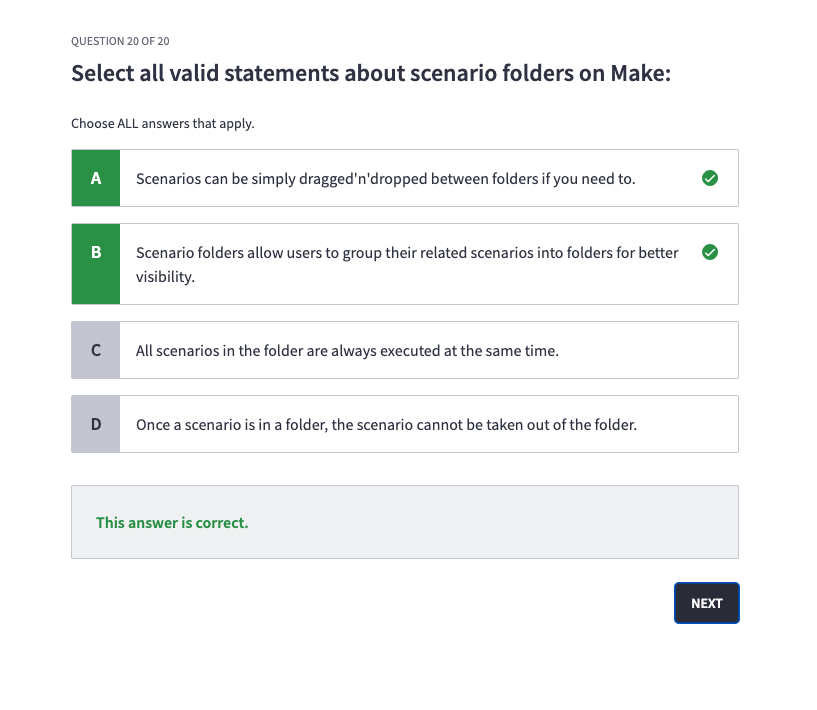 QUESTION 20 OF 20
Select all valid statements about scenario folders on Make:
Choose ALL answers that apply.
A
Scenarios can be simply dragged'n'dropped between folders if you need to.
B
Scenario folders allow users to group their related scenarios into folders for better
visibility.
C
All scenarios in the folder are always executed at the same time.
D
Once a scenario is in a folder, the scenario cannot be taken out of the folder.
This answer is correct.
NEXT